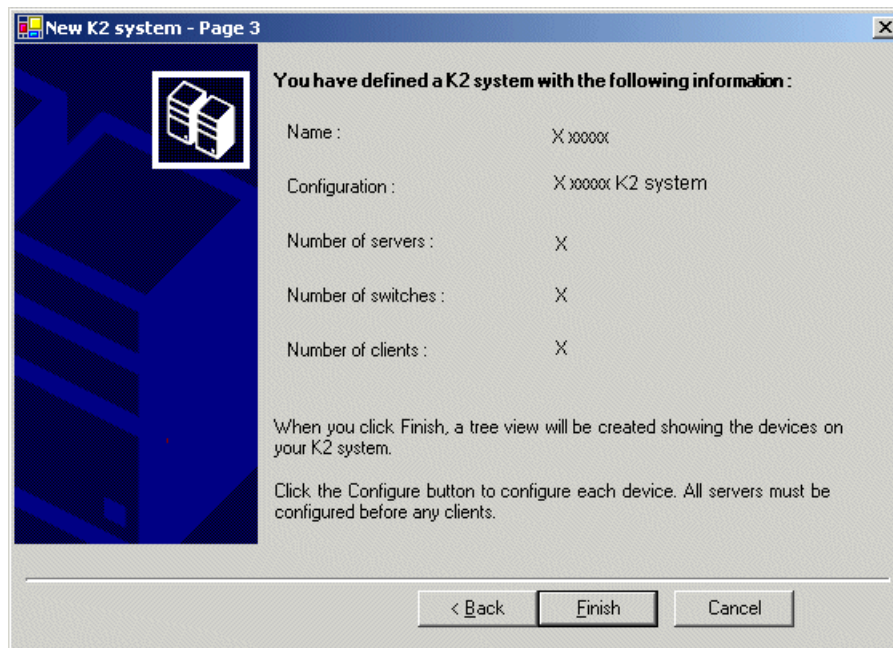 New K2 system - Page 3
You have defined a K2 system with the following information :
Name :
X xxxxx
Configuration :
X xxxxx K2 system
Number of servers :
X
Number of switches :
X
Number of clients :
X
When you click Finish, a tree view will be created showing the devices on
your K2 system.
Click the Configure button to configure each device. All servers must be
configured before any clients.
< Back
Finish
Cancel